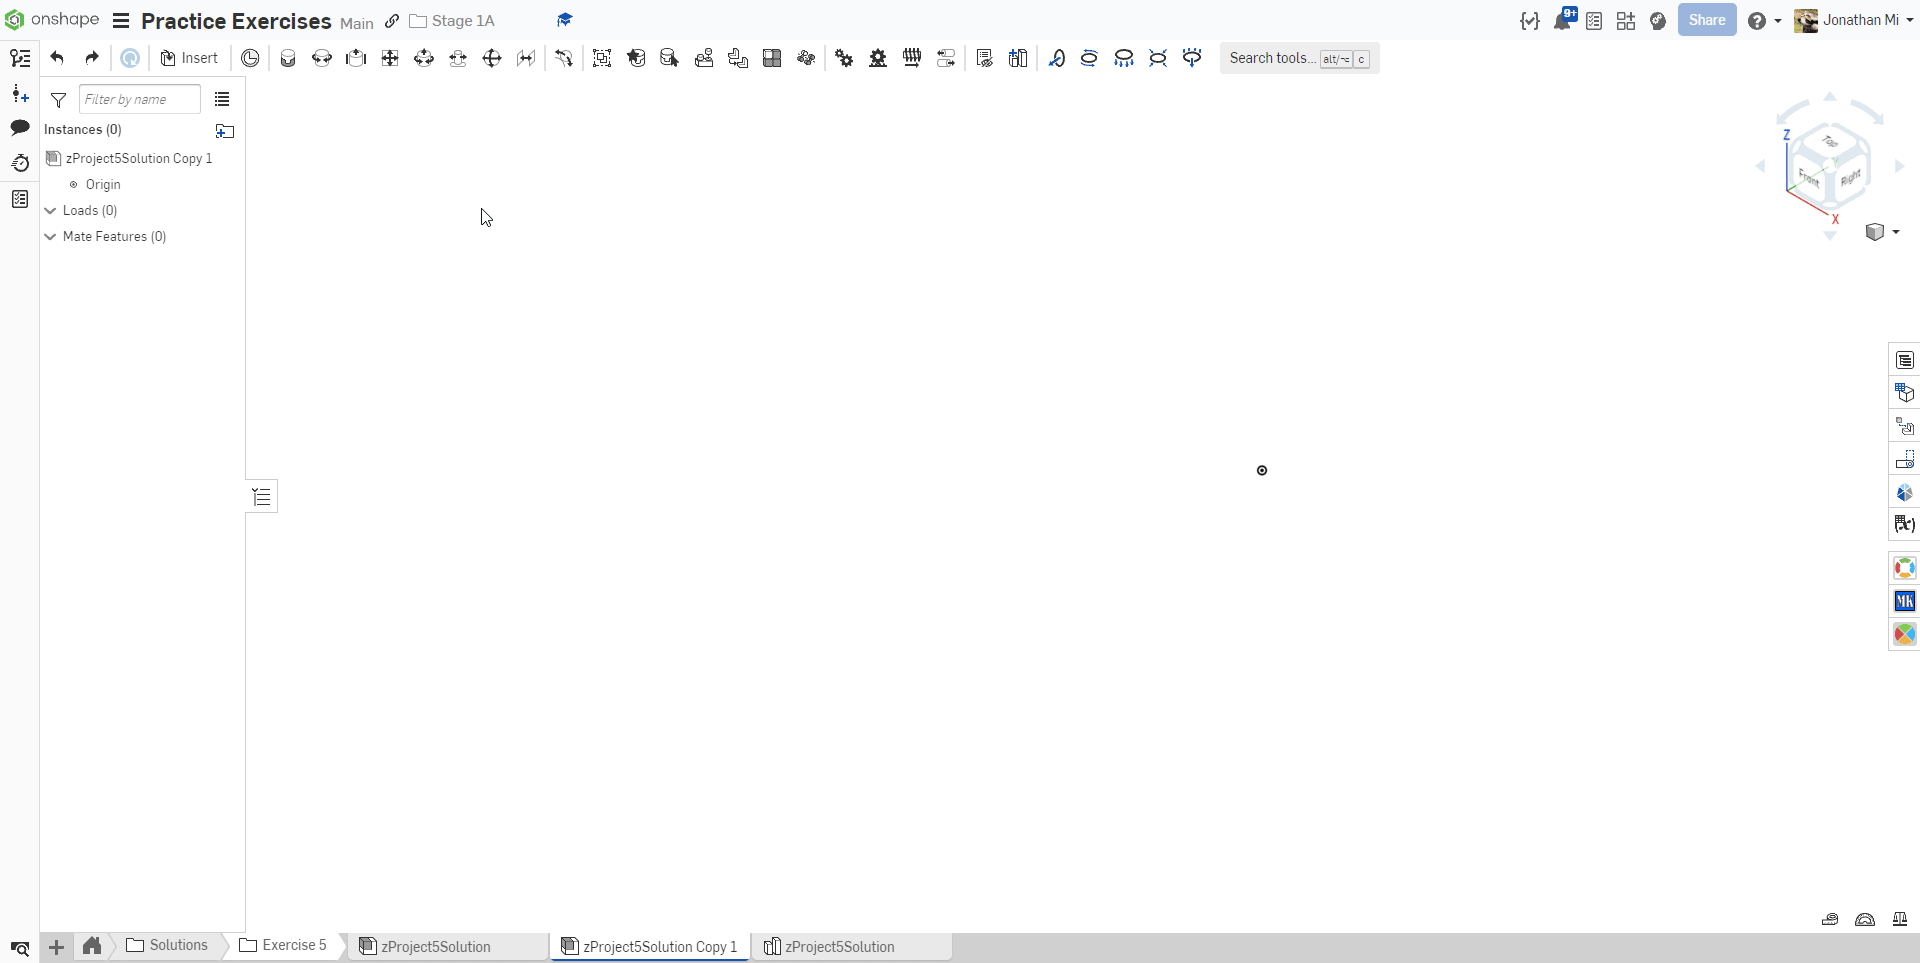 onshape Practice Exercises Main Stage 1A 9+ Share Jonathan Mi
Insert Search tools... alt/⌥ c
Filter by name
Instances (0)
zProject5Solution Copy 1
Origin
Loads (0)
Mate Features (0)
Z
Top
Front
Right
X
(x)
MK
Solutions Exercise 5 zProject5Solution zProject5Solution Copy 1 zProject5Solution